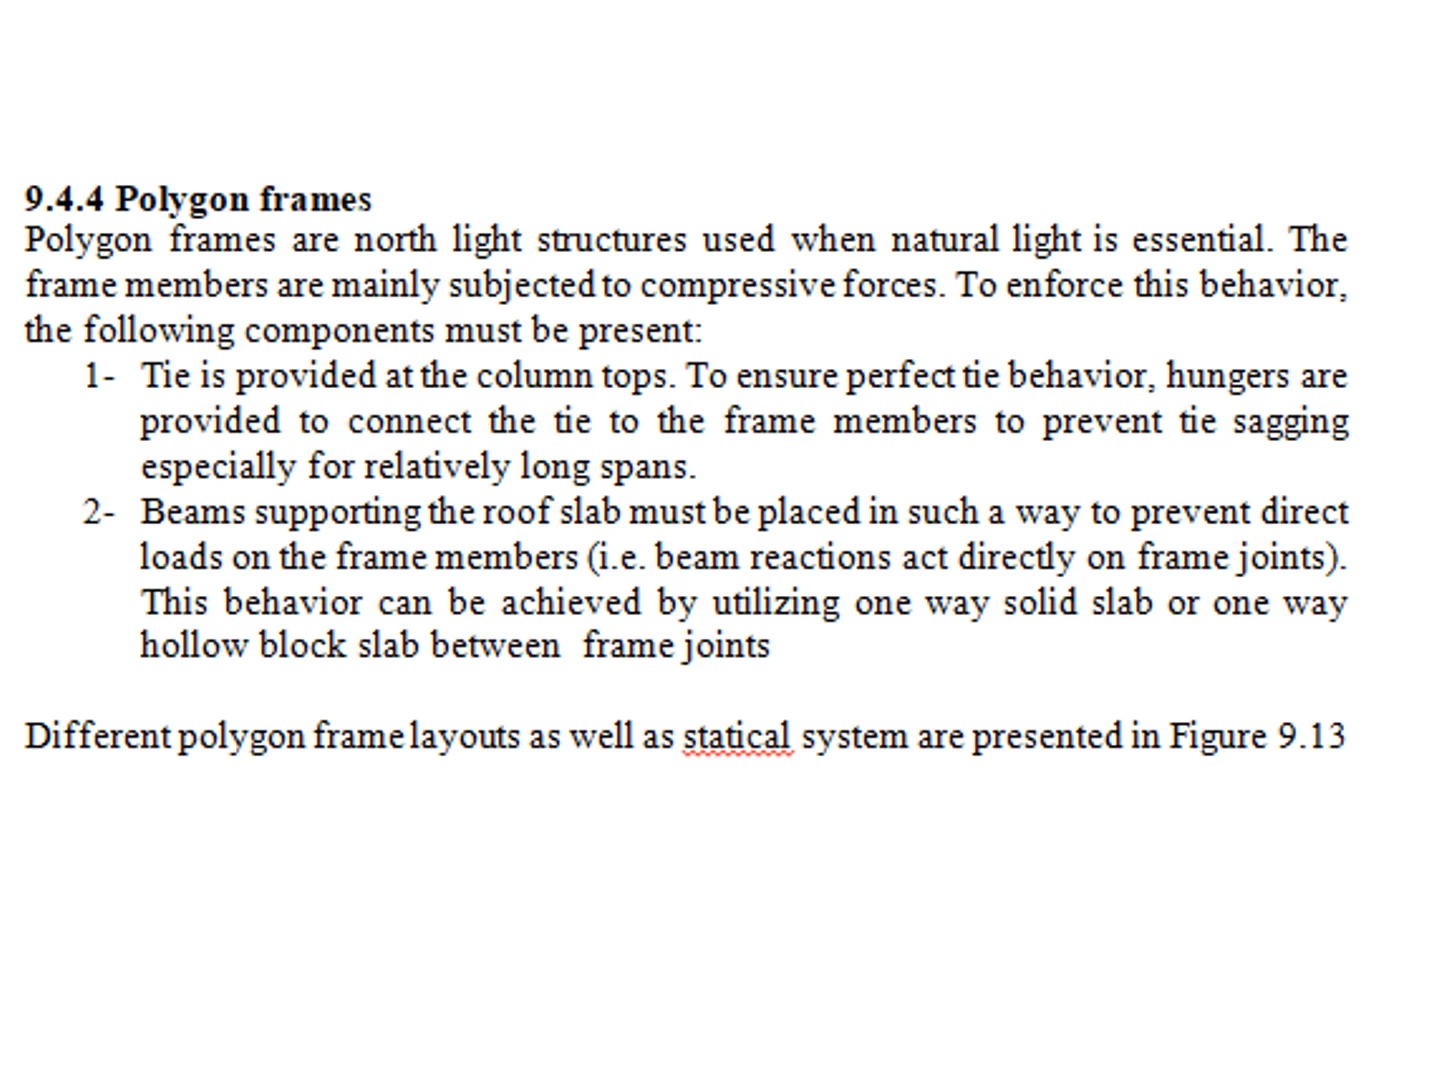 9.4.4 Polygon frames
Polygon frames are north light structures used when natural light is essential. The
frame members are mainly subjected to compressive forces. To enforce this behavior,
the following components must be present:
1- Tie is provided at the column tops. To ensure perfect tie behavior, hungers are
provided to connect the tie to the frame members to prevent tie sagging
especially for relatively long spans.
2- Beams supporting the roof slab must be placed in such a way to prevent direct
loads on the frame members (i.e. beam reactions act directly on frame joints).
This behavior can be achieved by utilizing one way solid slab or one way
hollow block slab between frame joints
Different polygon frame layouts as well as statical system are presented in Figure 9.13